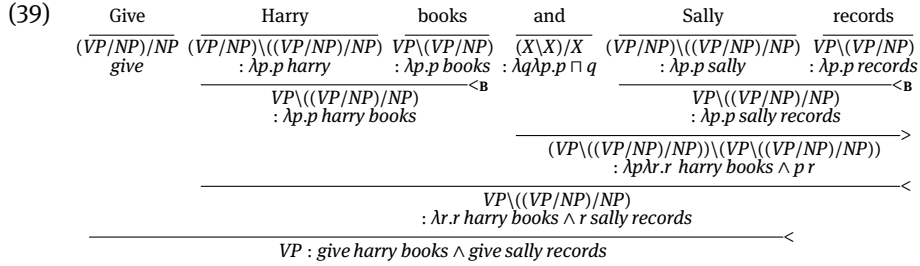 (39) Give Harry books and Sally records
(VP/NP)/NP (VP/NP)\((VP/NP)/NP) VP\(VP/NP) (X\X)/X (VP/NP)\((VP/NP)/NP) VP\(VP/NP)
give : λp.p harry : λp.p books : λqλp.p ⊓ q : λp.p sally : λp.p records
<B <B
VP\((VP/NP)/NP) VP\((VP/NP)/NP)
: λp.p harry books : λp.p sally records
>
(VP\((VP/NP)/NP))\(VP\((VP/NP)/NP))
: λpλr.r harry books ∧ p r
<
VP\((VP/NP)/NP)
: λr.r harry books ∧ r sally records
<
VP : give harry books ∧ give sally records